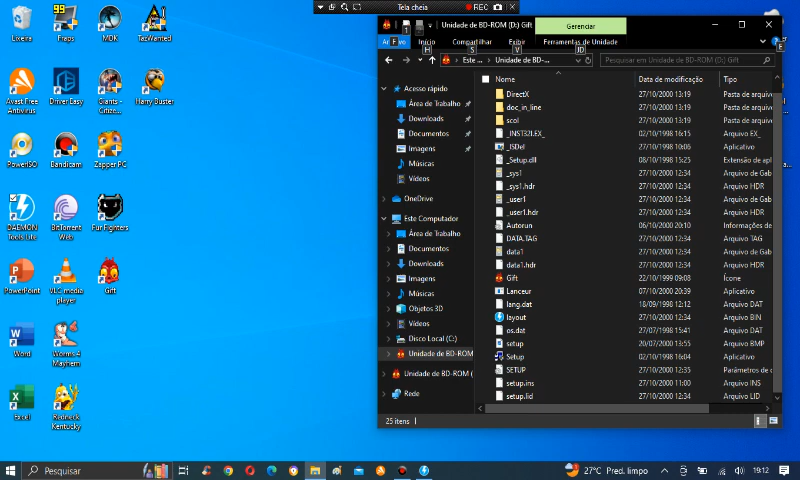 Tela cheia
REC
99
Lixeira
Fraps
MDK
TazWanted
Avast Free Antivirus
Driver Easy
Giants - Citize...
Harry Buster
PowerISO
Bandicam
Zapper PC
DAEMON Tools Lite
BitTorrent Web
Fur Fighters
PowerPoint
VLC media player
Gift
Word
Worms 4 Mayhem
Excel
Redneck Kentucky
Unidade de BD-ROM (D:) Gift
Gerenciar
Arquivo
F
Início
Compartilhar
S
Exibir
V
Ferramentas de Unidade
JD
E
Este ...
Unidade de BD-...
Pesquisar em Unidade de BD-ROM (D:) Gift
Acesso rápido
Área de Trabalho
Downloads
Documentos
Imagens
Músicas
Vídeos
OneDrive
Este Computador
Área de Trabalho
Documentos
Downloads
Imagens
Músicas
Objetos 3D
Vídeos
Disco Local (C:)
Unidade de BD-ROM
Unidade de BD-ROM (
Rede
Nome Data de modificação Tipo
DirectX 27/10/2000 13:19 Pasta de arquivo
doc_in_line 27/10/2000 13:19 Pasta de arquivo
scol 27/10/2000 13:19 Pasta de arquivo
_INST32I.EX_ 02/10/1998 16:15 Arquivo EX_
_ISDel 27/10/1998 10:06 Aplicativo
_Setup.dll 08/10/1998 15:25 Extensão de apl
_sys1 27/10/2000 12:34 Arquivo de Gab
_sys1.hdr 27/10/2000 12:34 Arquivo HDR
_user1 27/10/2000 12:34 Arquivo de Gab
_user1.hdr 27/10/2000 12:34 Arquivo HDR
Autorun 06/10/2000 20:10 Informações de
DATA.TAG 27/10/2000 12:34 Arquivo TAG
data1 27/10/2000 12:34 Arquivo de Gab
data1.hdr 27/10/2000 12:34 Arquivo HDR
Gift 22/10/1999 09:08 Ícone
Lanceur 07/10/2000 20:39 Aplicativo
lang.dat 18/09/1998 12:12 Arquivo DAT
layout 27/10/2000 12:34 Arquivo BIN
os.dat 27/07/1998 15:41 Arquivo DAT
setup 20/07/2000 13:55 Arquivo BMP
Setup 02/10/1998 16:04 Aplicativo
SETUP 27/10/2000 12:34 Parâmetros de c
setup.ins 27/10/2000 11:00 Arquivo INS
setup.lid 27/10/2000 12:34 Arquivo LID
25 itens
Pesquisar
27°C Pred. limpo
19:12